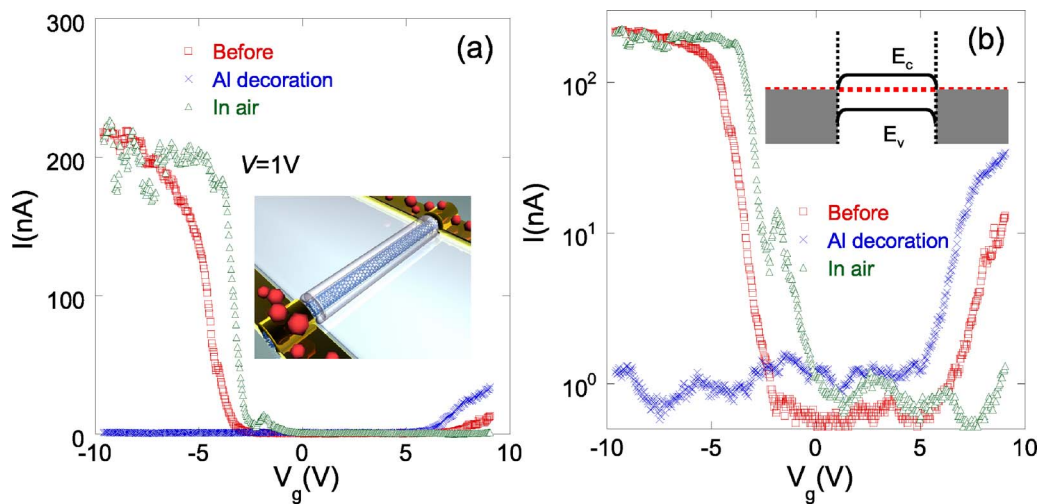 300
(a)
Before
Al decoration
In air
200
V=1V
I(nA)
100
0
-10
-5
0
5
10
Vg(V)
(b)
Ec
10²
Ev
I(nA)
Before
10¹
Al decoration
In air
10⁰
-10
-5
0
5
10
Vg(V)